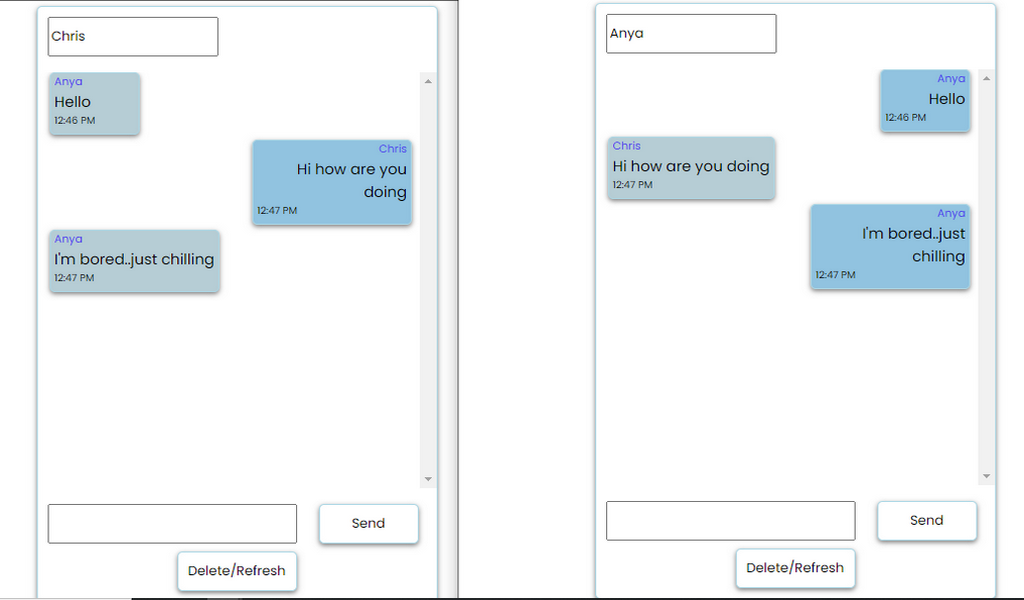 Chris
Anya
Hello
12:46 PM
Chris
Hi how are you
doing
12:47 PM
Anya
I'm bored..just chilling
12:47 PM
Send
Delete/Refresh
Anya
Anya
Hello
12:46 PM
Chris
Hi how are you doing
12:47 PM
Anya
I'm bored..just
chilling
12:47 PM
Send
Delete/Refresh